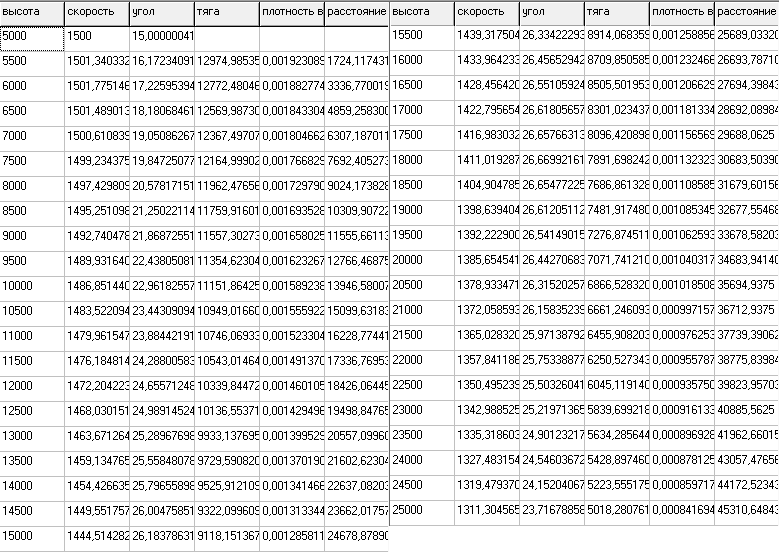 высота скорость угол тяга плотность в расстояние
5000 1500 15,00000041
5500 1501,340332 16,17234091 12974,98535 0,001923089 1724,117431
6000 1501,775146 17,22595394 12772,48046 0,001882774 3336,770019
6500 1501,489013 18,18068461 12569,98730 0,001843304 4859,258300
7000 1500,610839 19,05086267 12367,49707 0,001804662 6307,187011
7500 1499,234375 19,84725077 12164,99902 0,001766829 7692,405273
8000 1497,429809 20,57817151 11962,47656 0,001729790 9024,173828
8500 1495,251098 21,25022114 11759,91601 0,001693528 10309,90722
9000 1492,740478 21,86872551 11557,30273 0,001658025 11555,66113
9500 1489,931640 22,43805081 11354,62304 0,001623267 12766,46875
10000 1486,851440 22,96182557 11151,86425 0,001589238 13946,58007
10500 1483,522094 23,44309094 10949,01660 0,001555922 15099,63183
11000 1479,961547 23,88442191 10746,06933 0,001523304 16228,77441
11500 1476,184814 24,28800583 10543,01464 0,001491370 17336,76953
12000 1472,204223 24,65571248 10339,84472 0,001460105 18426,06445
12500 1468,030151 24,98914524 10136,55371 0,001429496 19498,84765
13000 1463,671264 25,28967698 9933,137695 0,001399529 20557,09960
13500 1459,134765 25,55848078 9729,590820 0,001370190 21602,62304
14000 1454,426635 25,79655898 9525,912109 0,001341466 22637,08203
14500 1449,551757 26,00475851 9322,099609 0,001313344 23662,01757
15000 1444,514282 26,18378631 9118,151367 0,001285811 24678,87890
высота скорость угол тяга плотность в расстояние
15500 1439,317504 26,33422293 8914,068359 0,001258856 25689,03320
16000 1433,964233 26,45652942 8709,850585 0,001232466 26693,78710
16500 1428,456420 26,55105924 8505,501953 0,001206629 27694,39843
17000 1422,795654 26,61805657 8301,023437 0,001181334 28692,08984
17500 1416,983032 26,65766313 8096,420898 0,001156569 29688,0625
18000 1411,019287 26,66992161 7891,698242 0,001132323 30683,50390
18500 1404,904785 26,65477225 7686,861328 0,001108585 31679,60156
19000 1398,639404 26,61205112 7481,917480 0,001085345 32677,55468
19500 1392,222900 26,54149015 7276,874511 0,001062593 33678,58203
20000 1385,654541 26,44270683 7071,741210 0,001040317 34683,94140
20500 1378,933471 26,31520257 6866,528320 0,001018508 35694,9375
21000 1372,058593 26,15835239 6661,246093 0,000997157 36712,9375
21500 1365,028320 25,97138792 6455,908203 0,000976253 37739,39062
22000 1357,841186 25,75338877 6250,527343 0,000955787 38775,83984
22500 1350,495239 25,50326041 6045,119140 0,000935750 39823,95703
23000 1342,988525 25,21971365 5839,699218 0,000916133 40885,5625
23500 1335,318603 24,90123217 5634,285644 0,000896928 41962,66015
24000 1327,483154 24,54603672 5428,897460 0,000878125 43057,47656
24500 1319,479370 24,15204067 5223,555175 0,000859717 44172,52343
25000 1311,304565 23,71678858 5018,280761 0,000841694 45310,64843